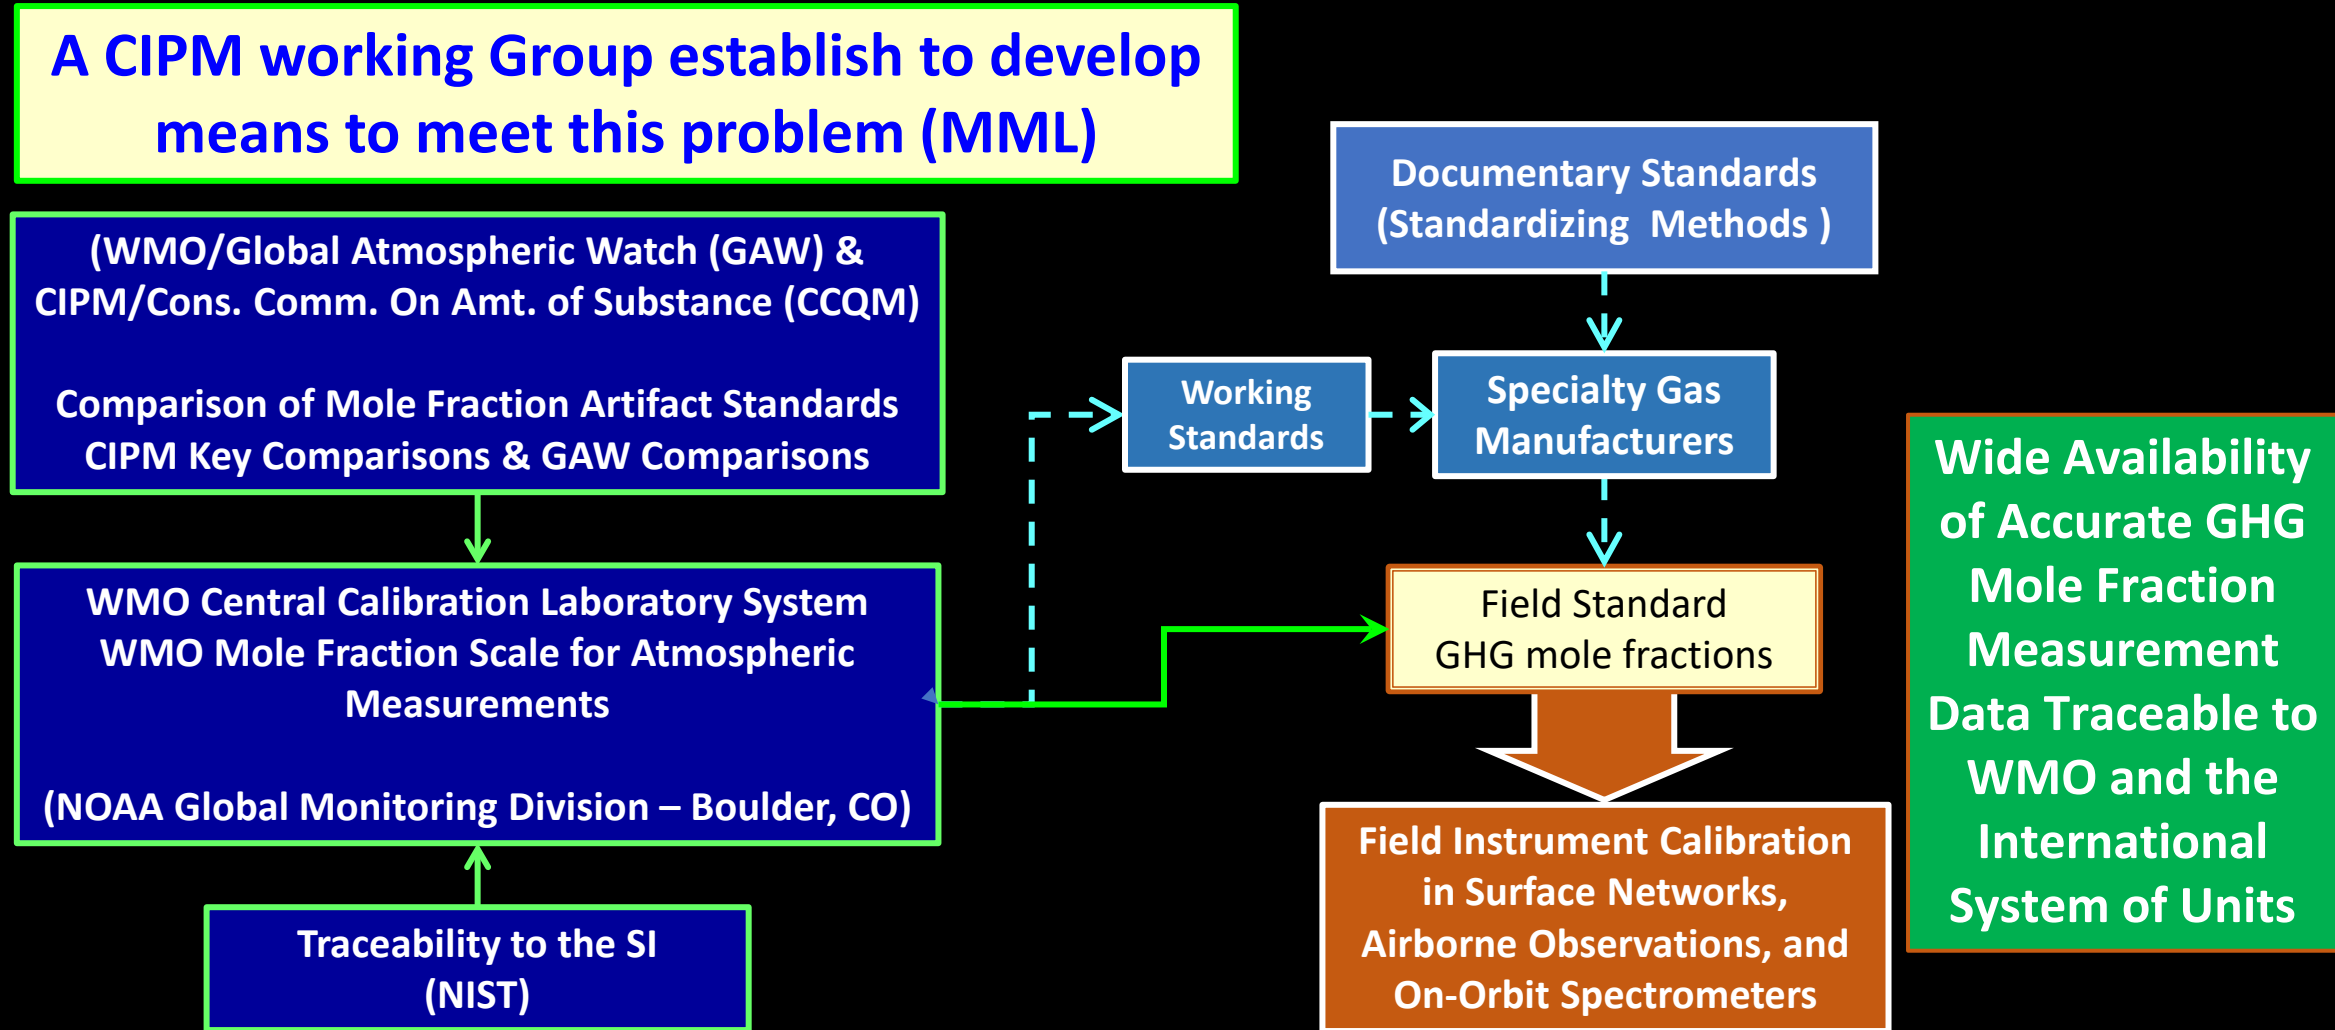 A CIPM working Group establish to develop
means to meet this problem (MML)
(WMO/Global Atmospheric Watch (GAW) &
CIPM/Cons. Comm. On Amt. of Substance (CCQM)
Comparison of Mole Fraction Artifact Standards
CIPM Key Comparisons & GAW Comparisons
WMO Central Calibration Laboratory System
WMO Mole Fraction Scale for Atmospheric
Measurements
(NOAA Global Monitoring Division – Boulder, CO)
Traceability to the SI
(NIST)
Documentary Standards
(Standardizing  Methods )
Working
Standards
Specialty Gas
Manufacturers
Field Standard
GHG mole fractions
Field Instrument Calibration
in Surface Networks,
Airborne Observations, and
On-Orbit Spectrometers
Wide Availability
of Accurate GHG
Mole Fraction
Measurement
Data Traceable to
WMO and the
International
System of Units